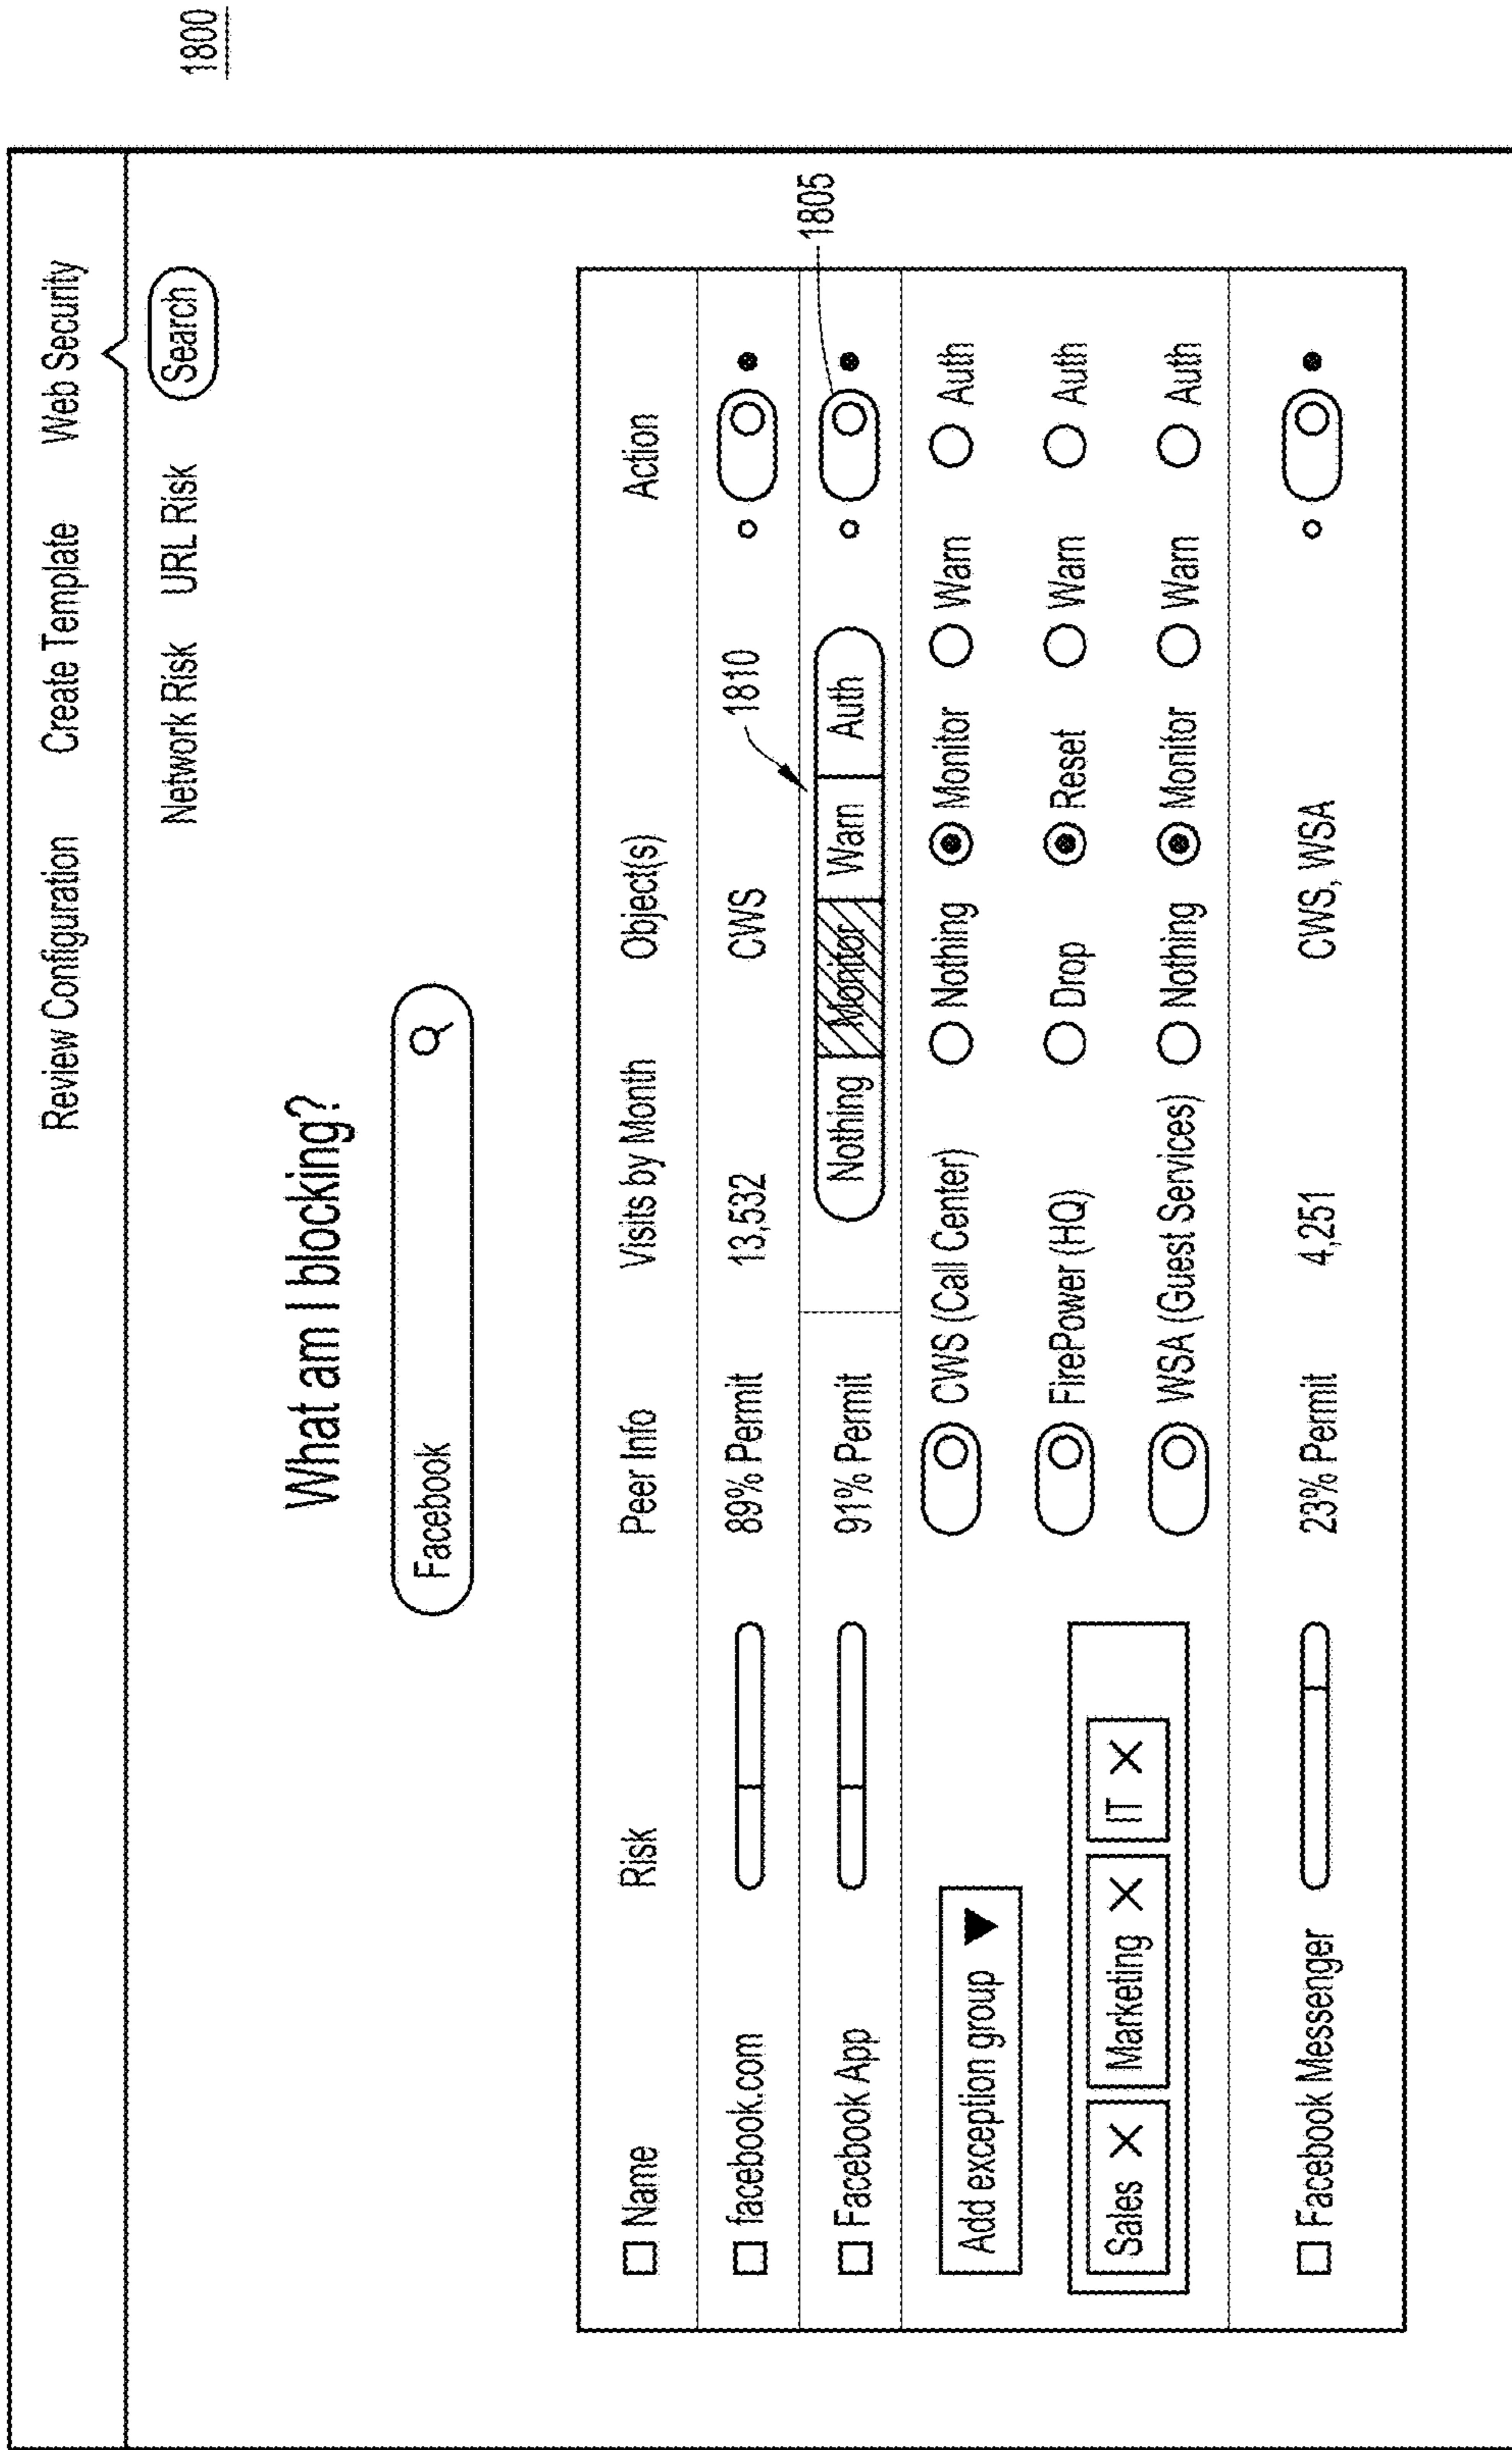 1800
Review Configuration Create Template Web Security
Network Risk URL Risk Search
What am I blocking?
Facebook
Name Risk Peer Info Visits by Month Object(s) Action
facebook.com 89% Permit 13,532 CWS
1810
1805
Facebook App 91% Permit Nothing Monitor Warn Auth
Add exception group CWS (Call Center) Nothing Monitor Warn Auth
FirePower (HQ) Drop Reset Warn Auth
Sales X Marketing X IT X WSA (Guest Services) Nothing Monitor Warn Auth
Facebook Messenger 23% Permit 4,251 CWS, WSA